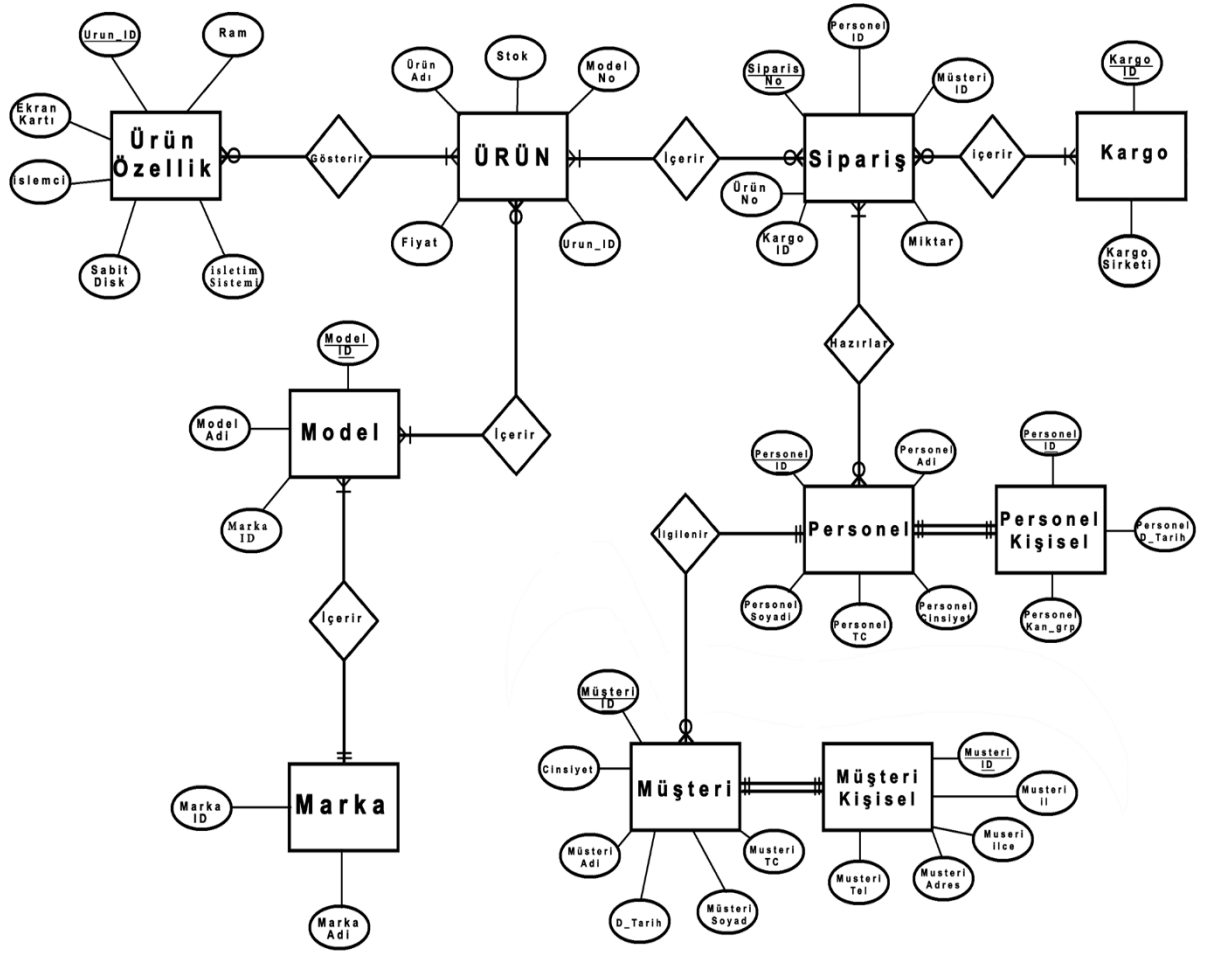 Urun_ID
Ram
Ekran
Kartı
Ürün
Özellik
islemci
Sabit
Disk
isletim
Sistemi
Gösterir
Ürün
Adı
Stok
Model
No
ÜRÜN
Fiyat
Urun_ID
İçerir
Personel
ID
Siparis
No
Müsteri
ID
Sipariş
Ürün
No
Kargo
ID
Miktar
içerir
Kargo
ID
Kargo
Kargo
Sirketi
Model
ID
Model
Adi
Model
Marka
ID
İçerir
İçerir
Marka
ID
Marka
Marka
Adi
Hazırlar
Personel
ID
Personel
Adi
Personel
Personel
Soyadi
Personel
TC
Personel
Cinsiyet
Personel
ID
Personel
Kişisel
Personel
D_Tarih
Personel
Kan_grp
İlgilenir
Müşteri
ID
Cinsiyet
Müşteri
Müsteri
Adi
D_Tarih
Müsteri
Soyad
Musteri
TC
Müşteri
Kişisel
Musteri
ID
Musteri
il
Museri
ilce
Musteri
Adres
Musteri
Tel